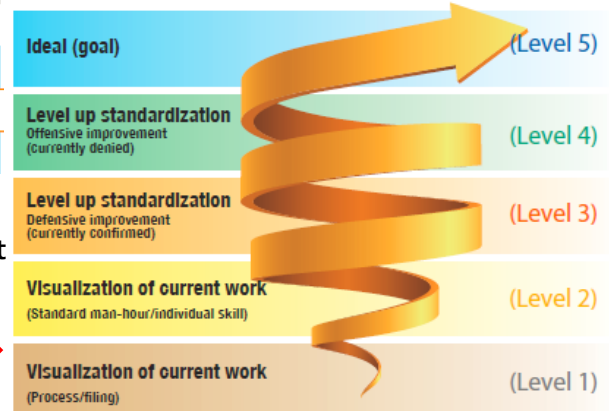 Ideal (goal)
(Level 5)
Level up standardization
Offensive improvement
(currently denied)
(Level 4)
Level up standardization
Defensive improvement
(currently confirmed)
(Level 3)
Visualization of current work
(Standard man-hour/individual skill)
(Level 2)
Visualization of current work
(Process/filing)
(Level 1)